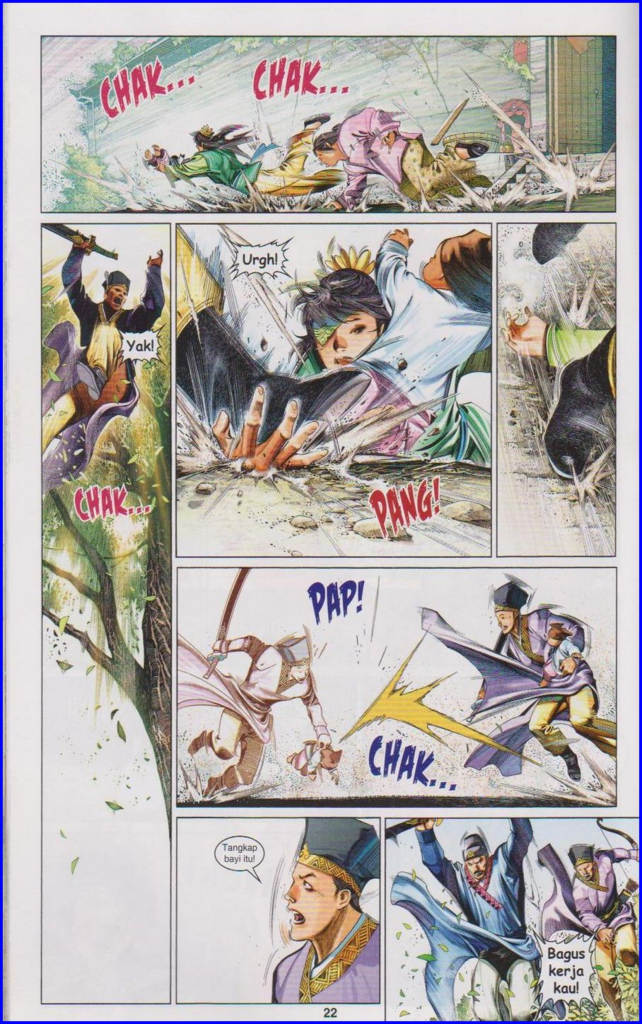 CHAK...
CHAK...
Yak!
CHAK...
Urgh!
PANG!
PAP!
CHAK...
Tangkap
bayi itu!
Bagus
kerja
kau!
22